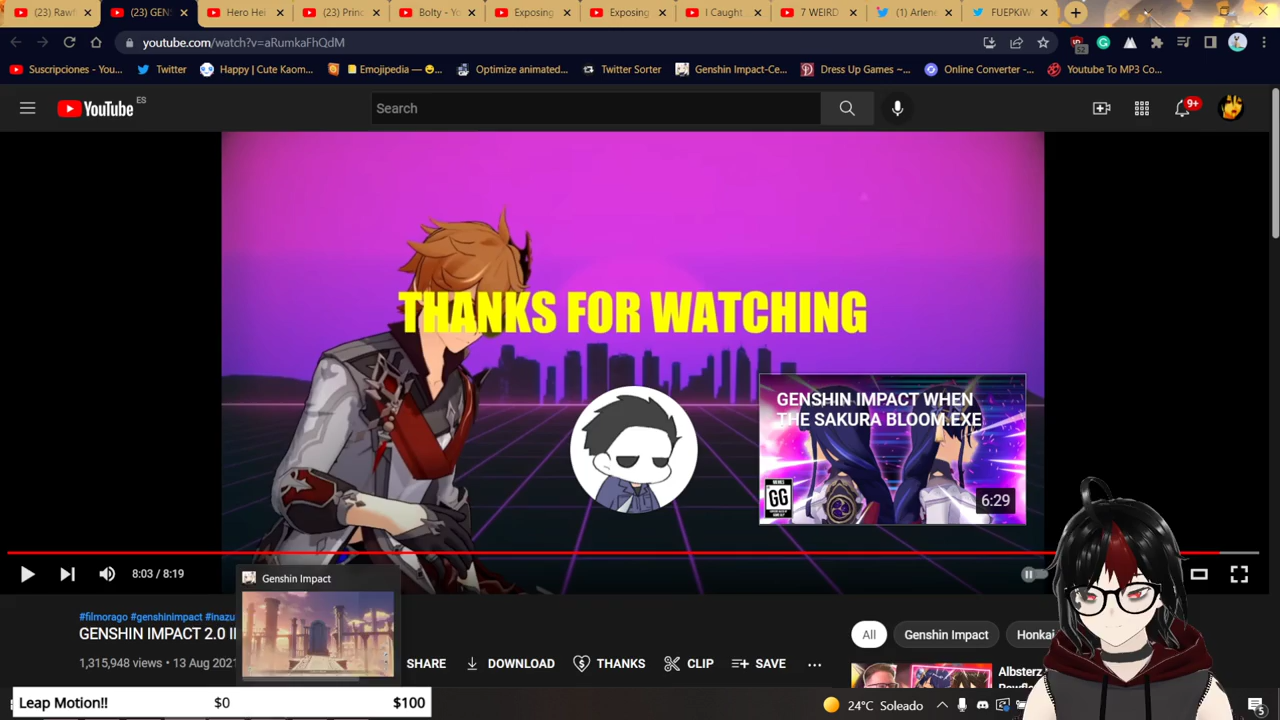 (23) Rawf
(23) GEN
Hero Hei
(23) Princ
Bolty - Yo
Exposing
Exposing
I Caught
7 WEIRD
(1) Arlene
FUEPKiW
youtube.com/watch?v=aRumkaFhQdM
52
Suscripciones - You...
Twitter
Happy | Cute Kaom...
Emojipedia — 😄...
Optimize animated...
Twitter Sorter
Genshin Impact-Ce...
Dress Up Games ~...
Online Converter -...
Youtube To MP3 Co...
YouTube ES
Search
9+
THANKS FOR WATCHING
GENSHIN IMPACT WHEN
THE SAKURA BLOOM.EXE
GG
6:29
8:03 / 8:19
Genshin Impact
#filmorago #genshinimpact #inazu
GENSHIN IMPACT 2.0 I
1,315,948 views • 13 Aug 2021
SHARE
DOWNLOAD
THANKS
CLIP
SAVE
All
Genshin Impact
Honkai
Albsterz
Leap Motion!!
$0
$100
24°C Soleado
5